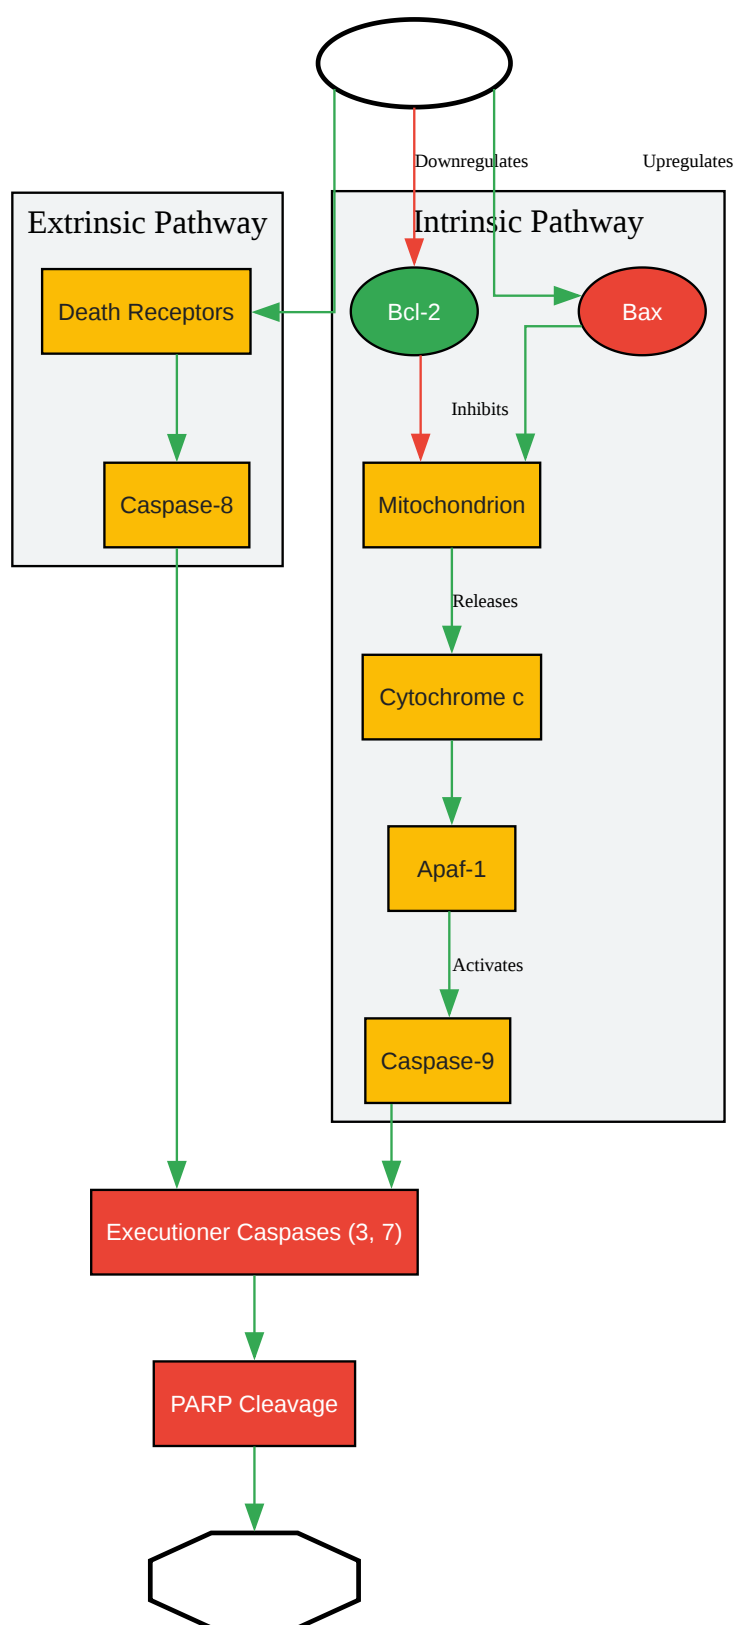 Downregulates
Upregulates
Extrinsic Pathway
Intrinsic Pathway
Death Receptors
Bcl-2
Bax
Inhibits
Caspase-8
Mitochondrion
Releases
Cytochrome c
Apaf-1
Activates
Caspase-9
Executioner Caspases (3, 7)
PARP Cleavage